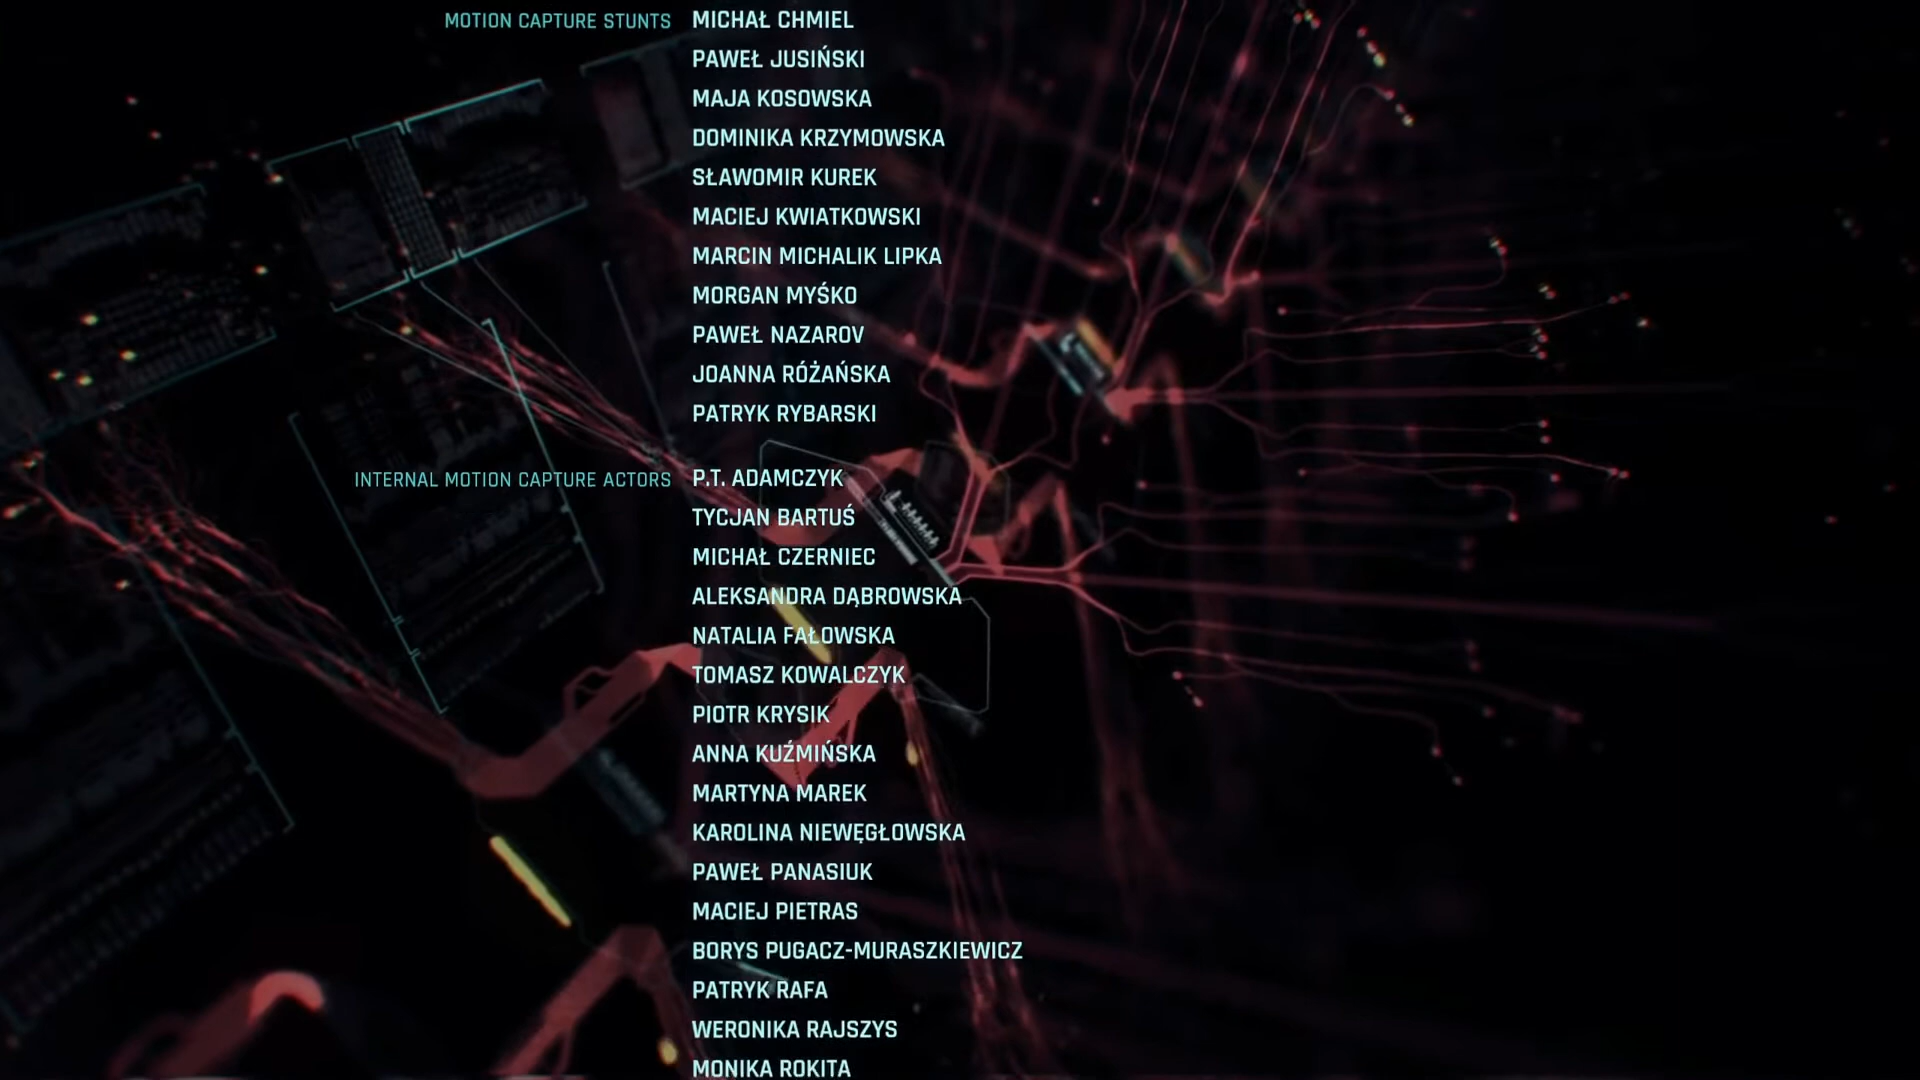 MOTION CAPTURE STUNTS MICHAŁ CHMIEL
PAWEŁ JUSIŃSKI
MAJA KOSOWSKA
DOMINIKA KRZYMOWSKA
SŁAWOMIR KUREK
MACIEJ KWIATKOWSKI
MARCIN MICHALIK LIPKA
MORGAN MYŚKO
PAWEŁ NAZAROV
JOANNA RÓŻAŃSKA
PATRYK RYBARSKI
INTERNAL MOTION CAPTURE ACTORS P.T. ADAMCZYK
TYCJAN BARTUŚ
MICHAŁ CZERNIEC
ALEKSANDRA DĄBROWSKA
NATALIA FAŁOWSKA
TOMASZ KOWALCZYK
PIOTR KRYSIK
ANNA KUŹMIŃSKA
MARTYNA MAREK
KAROLINA NIEWĘGŁOWSKA
PAWEŁ PANASIUK
MACIEJ PIETRAS
BORYS PUGACZ-MURASZKIEWICZ
PATRYK RAFA
WERONIKA RAJSZYS
MONIKA ROKITA